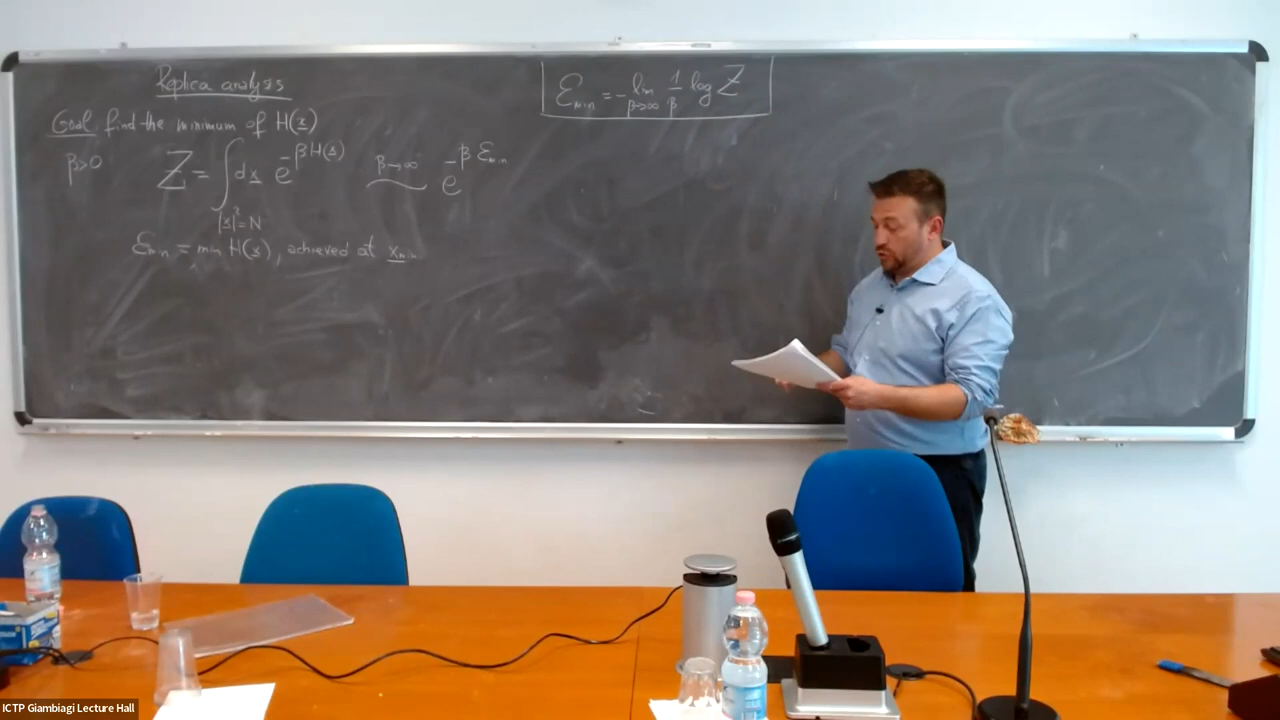 Replica analysis
Goal: find the minimum of H(x)
β>0 Z = ∫dx e^{-βH(x)} β→∞ ~ e^{-βE_min}
|x|²=N
E_min = min H(x), achieved at x_min
E_min = -lim_{β→∞} 1/β log Z
ICTP Giambiagi Lecture Hall